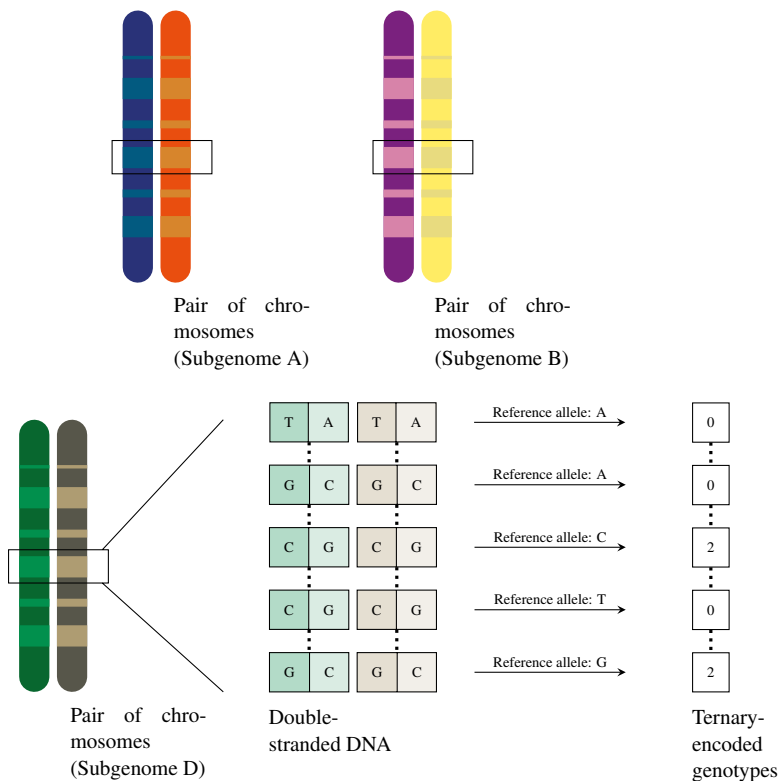 Pair of chro-
mosomes
(Subgenome A)
Pair of chro-
mosomes
(Subgenome B)
T A T A Reference allele: A 0
G C G C Reference allele: A 0
C G C G Reference allele: C 2
C G C G Reference allele: T 0
G C G C Reference allele: G 2
Pair of chro-
mosomes
(Subgenome D)
Double-
stranded DNA
Ternary-
encoded
genotypes